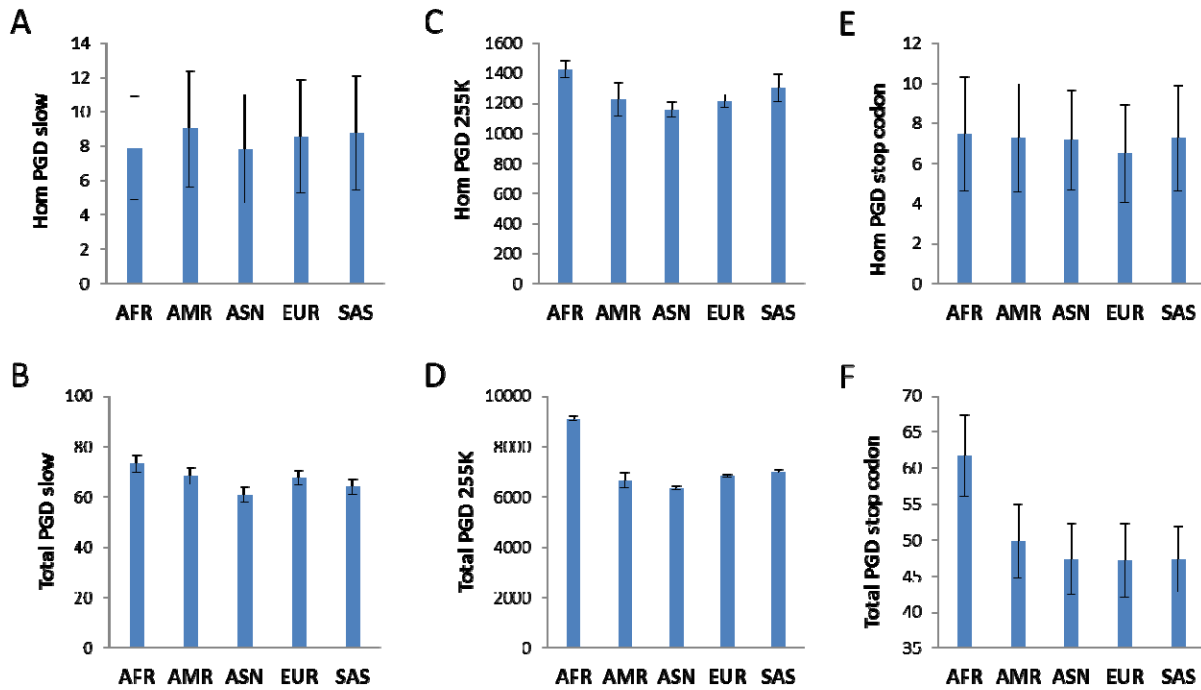 A
Hom PGD slow
14
12
10
8
6
4
2
0
AFR AMR ASN EUR SAS
C
Hom PGD 255K
1600
1400
1200
1000
800
600
400
200
0
AFR AMR ASN EUR SAS
E
Hom PGD stop codon
12
10
8
6
4
2
0
AFR AMR ASN EUR SAS
B
Total PGD slow
100
80
60
40
20
0
AFR AMR ASN EUR SAS
D
Total PGD 255K
10000
8000
6000
4000
2000
0
AFR AMR ASN EUR SAS
F
Total PGD stop codon
70
65
60
55
50
45
40
35
AFR AMR ASN EUR SAS